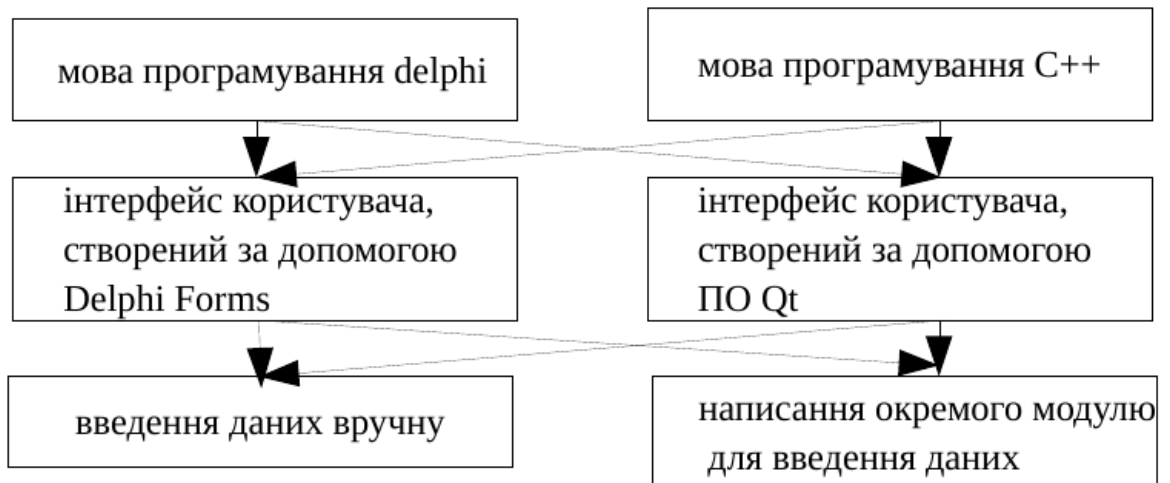 мова програмування delphi
мова програмування С++
інтерфейс користувача,
створений за допомогою
Delphi Forms
інтерфейс користувача,
створений за допомогою
ПО Qt
введення даних вручну
написання окремого модулю
для введення даних